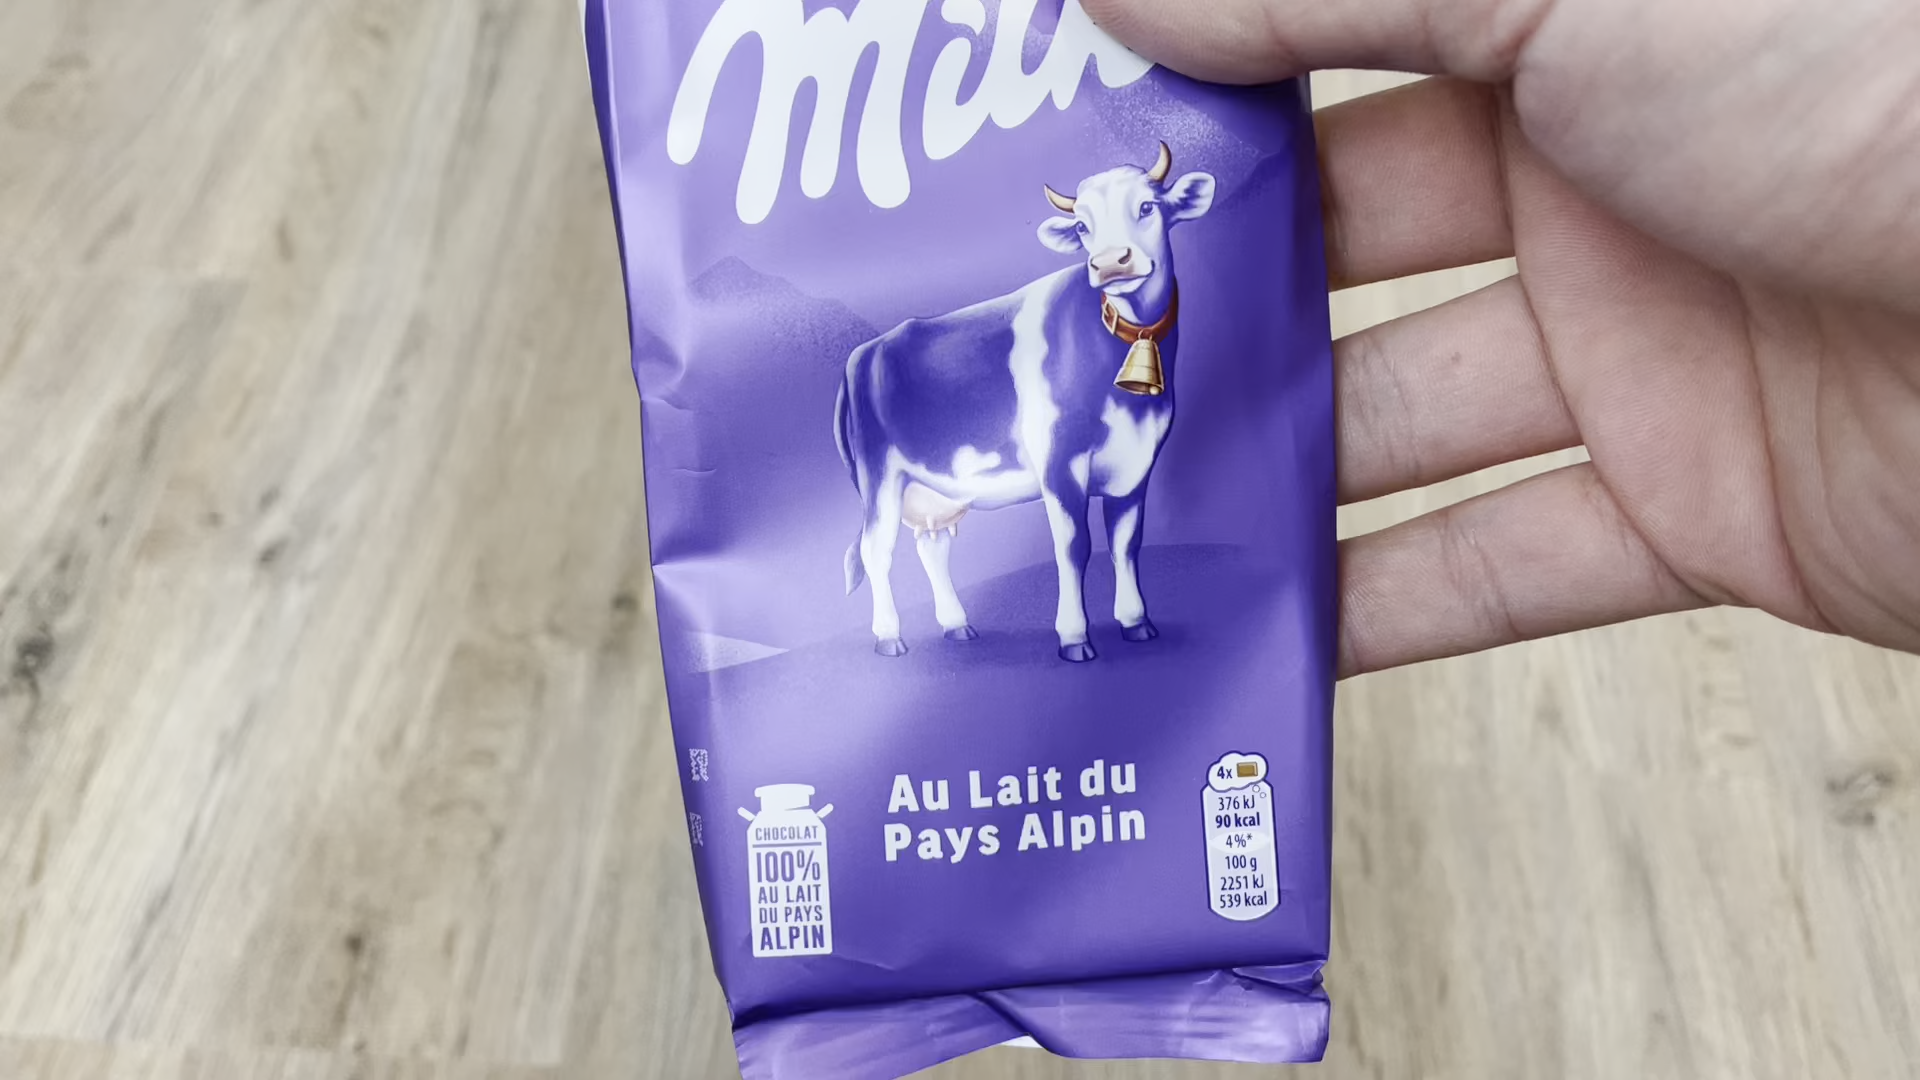 Milk
Au Lait du
Pays Alpin
CHOCOLAT
100%
AU LAIT
DU PAYS
ALPIN
4x
376 kJ
90 kcal
4%*
100 g
2251 kJ
539 kcal